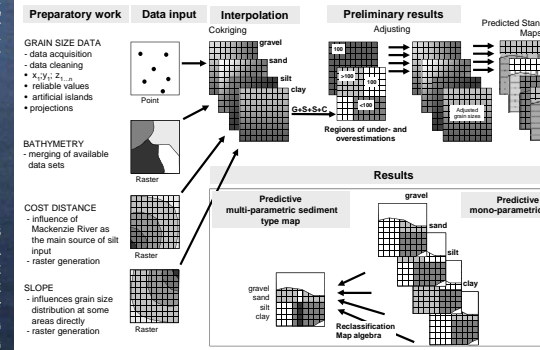 Preparatory work
Data input
Interpolation
Preliminary results
Cokriging
Adjusting
Predicted Stan
Maps
GRAIN SIZE DATA
- data acquisition
- data cleaning
• x₁;y₁; z₁...ₙ
• reliable values
• artificial islands
• projections
Point
gravel
sand
silt
clay
G+S+S+C
100
>100
100
<100
Adjusted
grain sizes
Regions of under- and
overestimations
BATHYMETRY
- merging of available
data sets
Raster
Results
COST DISTANCE
- influence of
Mackenzie River as
the main source of silt
input
- raster generation
Raster
SLOPE
- influences grain size
distribution at some
areas directly
- raster generation
Raster
Predictive
multi-parametric sediment
type map
Predictive
mono-parametric
gravel
sand
silt
clay
gravel
sand
silt
clay
Reclassification
Map algebra